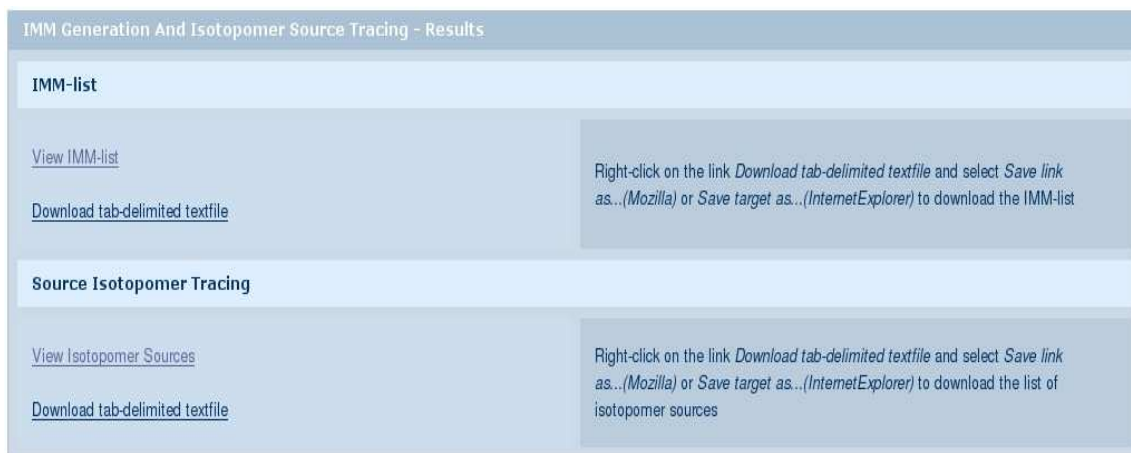 IMM Generation And Isotopomer Source Tracing - Results
IMM-list
View IMM-list
Download tab-delimited textfile
Right-click on the link Download tab-delimited textfile and select Save link
as...(Mozilla) or Save target as...(InternetExplorer) to download the IMM-list
Source Isotopomer Tracing
View Isotopomer Sources
Download tab-delimited textfile
Right-click on the link Download tab-delimited textfile and select Save link
as...(Mozilla) or Save target as...(InternetExplorer) to download the list of
isotopomer sources